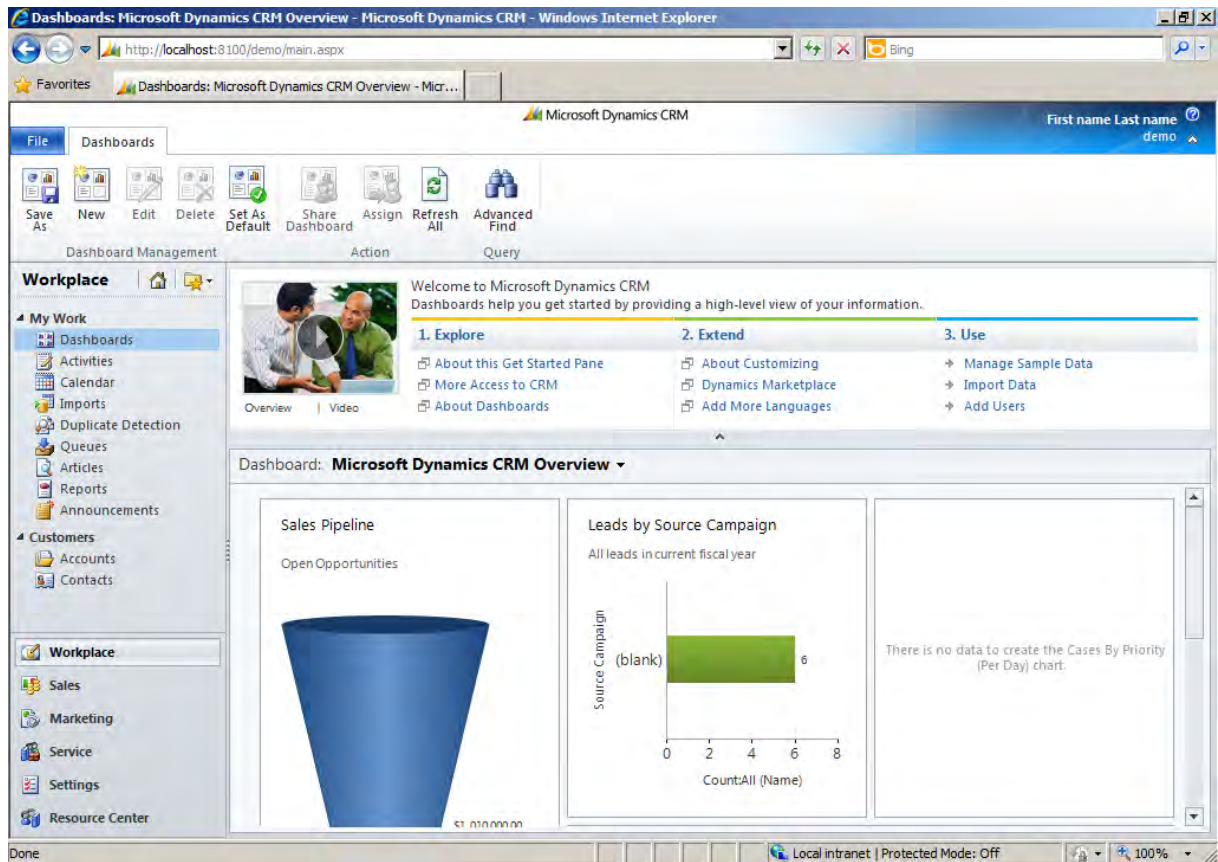 Dashboards: Microsoft Dynamics CRM Overview - Microsoft Dynamics CRM - Windows Internet Explorer
http://localhost:8100/demo/main.aspx
Bing
Favorites
Dashboards: Microsoft Dynamics CRM Overview - Micr...
Microsoft Dynamics CRM
First name Last name
demo
File
Dashboards
Save As
New
Edit
Delete
Set As Default
Share Dashboard
Assign
Refresh All
Advanced Find
Dashboard Management
Action
Query
Workplace
My Work
Dashboards
Activities
Calendar
Imports
Duplicate Detection
Queues
Articles
Reports
Announcements
Customers
Accounts
Contacts
Workplace
Sales
Marketing
Service
Settings
Resource Center
Overview | Video
Welcome to Microsoft Dynamics CRM
Dashboards help you get started by providing a high-level view of your information.
1. Explore
About this Get Started Pane
More Access to CRM
About Dashboards
2. Extend
About Customizing
Dynamics Marketplace
Add More Languages
3. Use
Manage Sample Data
Import Data
Add Users
Dashboard: Microsoft Dynamics CRM Overview
Sales Pipeline
Open Opportunities
$1,010,000.00
Leads by Source Campaign
All leads in current fiscal year
Source Campaign
(blank)
6
0 2 4 6 8
Count:All (Name)
There is no data to create the Cases By Priority
(Per Day) chart.
Done
Local intranet | Protected Mode: Off
100%